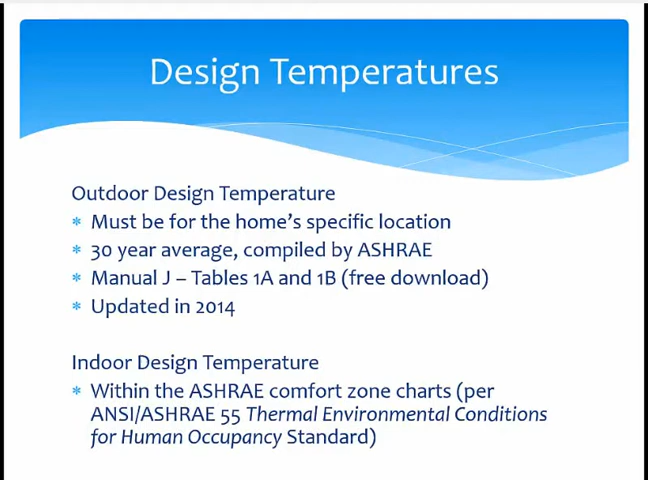 Design Temperatures
Outdoor Design Temperature
* Must be for the home's specific location
* 30 year average, compiled by ASHRAE
* Manual J – Tables 1A and 1B (free download)
* Updated in 2014
Indoor Design Temperature
* Within the ASHRAE comfort zone charts (per
ANSI/ASHRAE 55 Thermal Environmental Conditions
for Human Occupancy Standard)